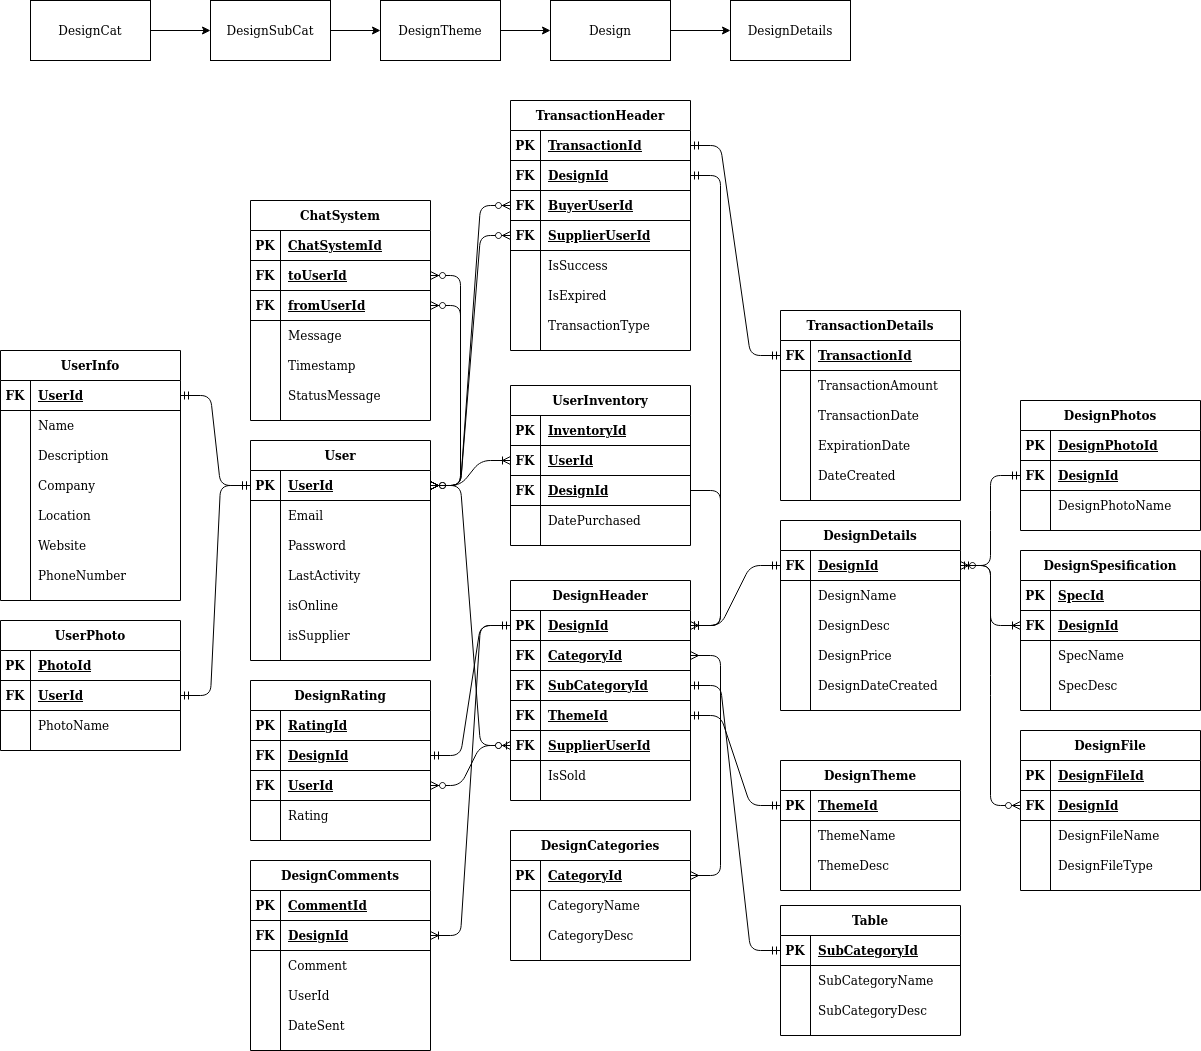 DesignCat
DesignSubCat
DesignTheme
Design
DesignDetails
TransactionHeader
PK TransactionId
FK DesignId
FK BuyerUserId
FK SupplierUserId
IsSuccess
IsExpired
TransactionType
ChatSystem
PK ChatSystemId
FK toUserId
FK fromUserId
Message
Timestamp
StatusMessage
UserInfo
FK UserId
Name
Description
Company
Location
Website
PhoneNumber
User
PK UserId
Email
Password
LastActivity
isOnline
isSupplier
UserInventory
PK InventoryId
FK UserId
FK DesignId
DatePurchased
TransactionDetails
FK TransactionId
TransactionAmount
TransactionDate
ExpirationDate
DateCreated
DesignPhotos
PK DesignPhotoId
FK DesignId
DesignPhotoName
DesignDetails
FK DesignId
DesignName
DesignDesc
DesignPrice
DesignDateCreated
DesignSpesification
PK SpecId
FK DesignId
SpecName
SpecDesc
UserPhoto
PK PhotoId
FK UserId
PhotoName
DesignHeader
PK DesignId
FK CategoryId
FK SubCategoryId
FK ThemeId
FK SupplierUserId
IsSold
DesignRating
PK RatingId
FK DesignId
FK UserId
Rating
DesignFile
PK DesignFileId
FK DesignId
DesignFileName
DesignFileType
DesignTheme
PK ThemeId
ThemeName
ThemeDesc
DesignCategories
PK CategoryId
CategoryName
CategoryDesc
DesignComments
PK CommentId
FK DesignId
Comment
UserId
DateSent
Table
PK SubCategoryId
SubCategoryName
SubCategoryDesc